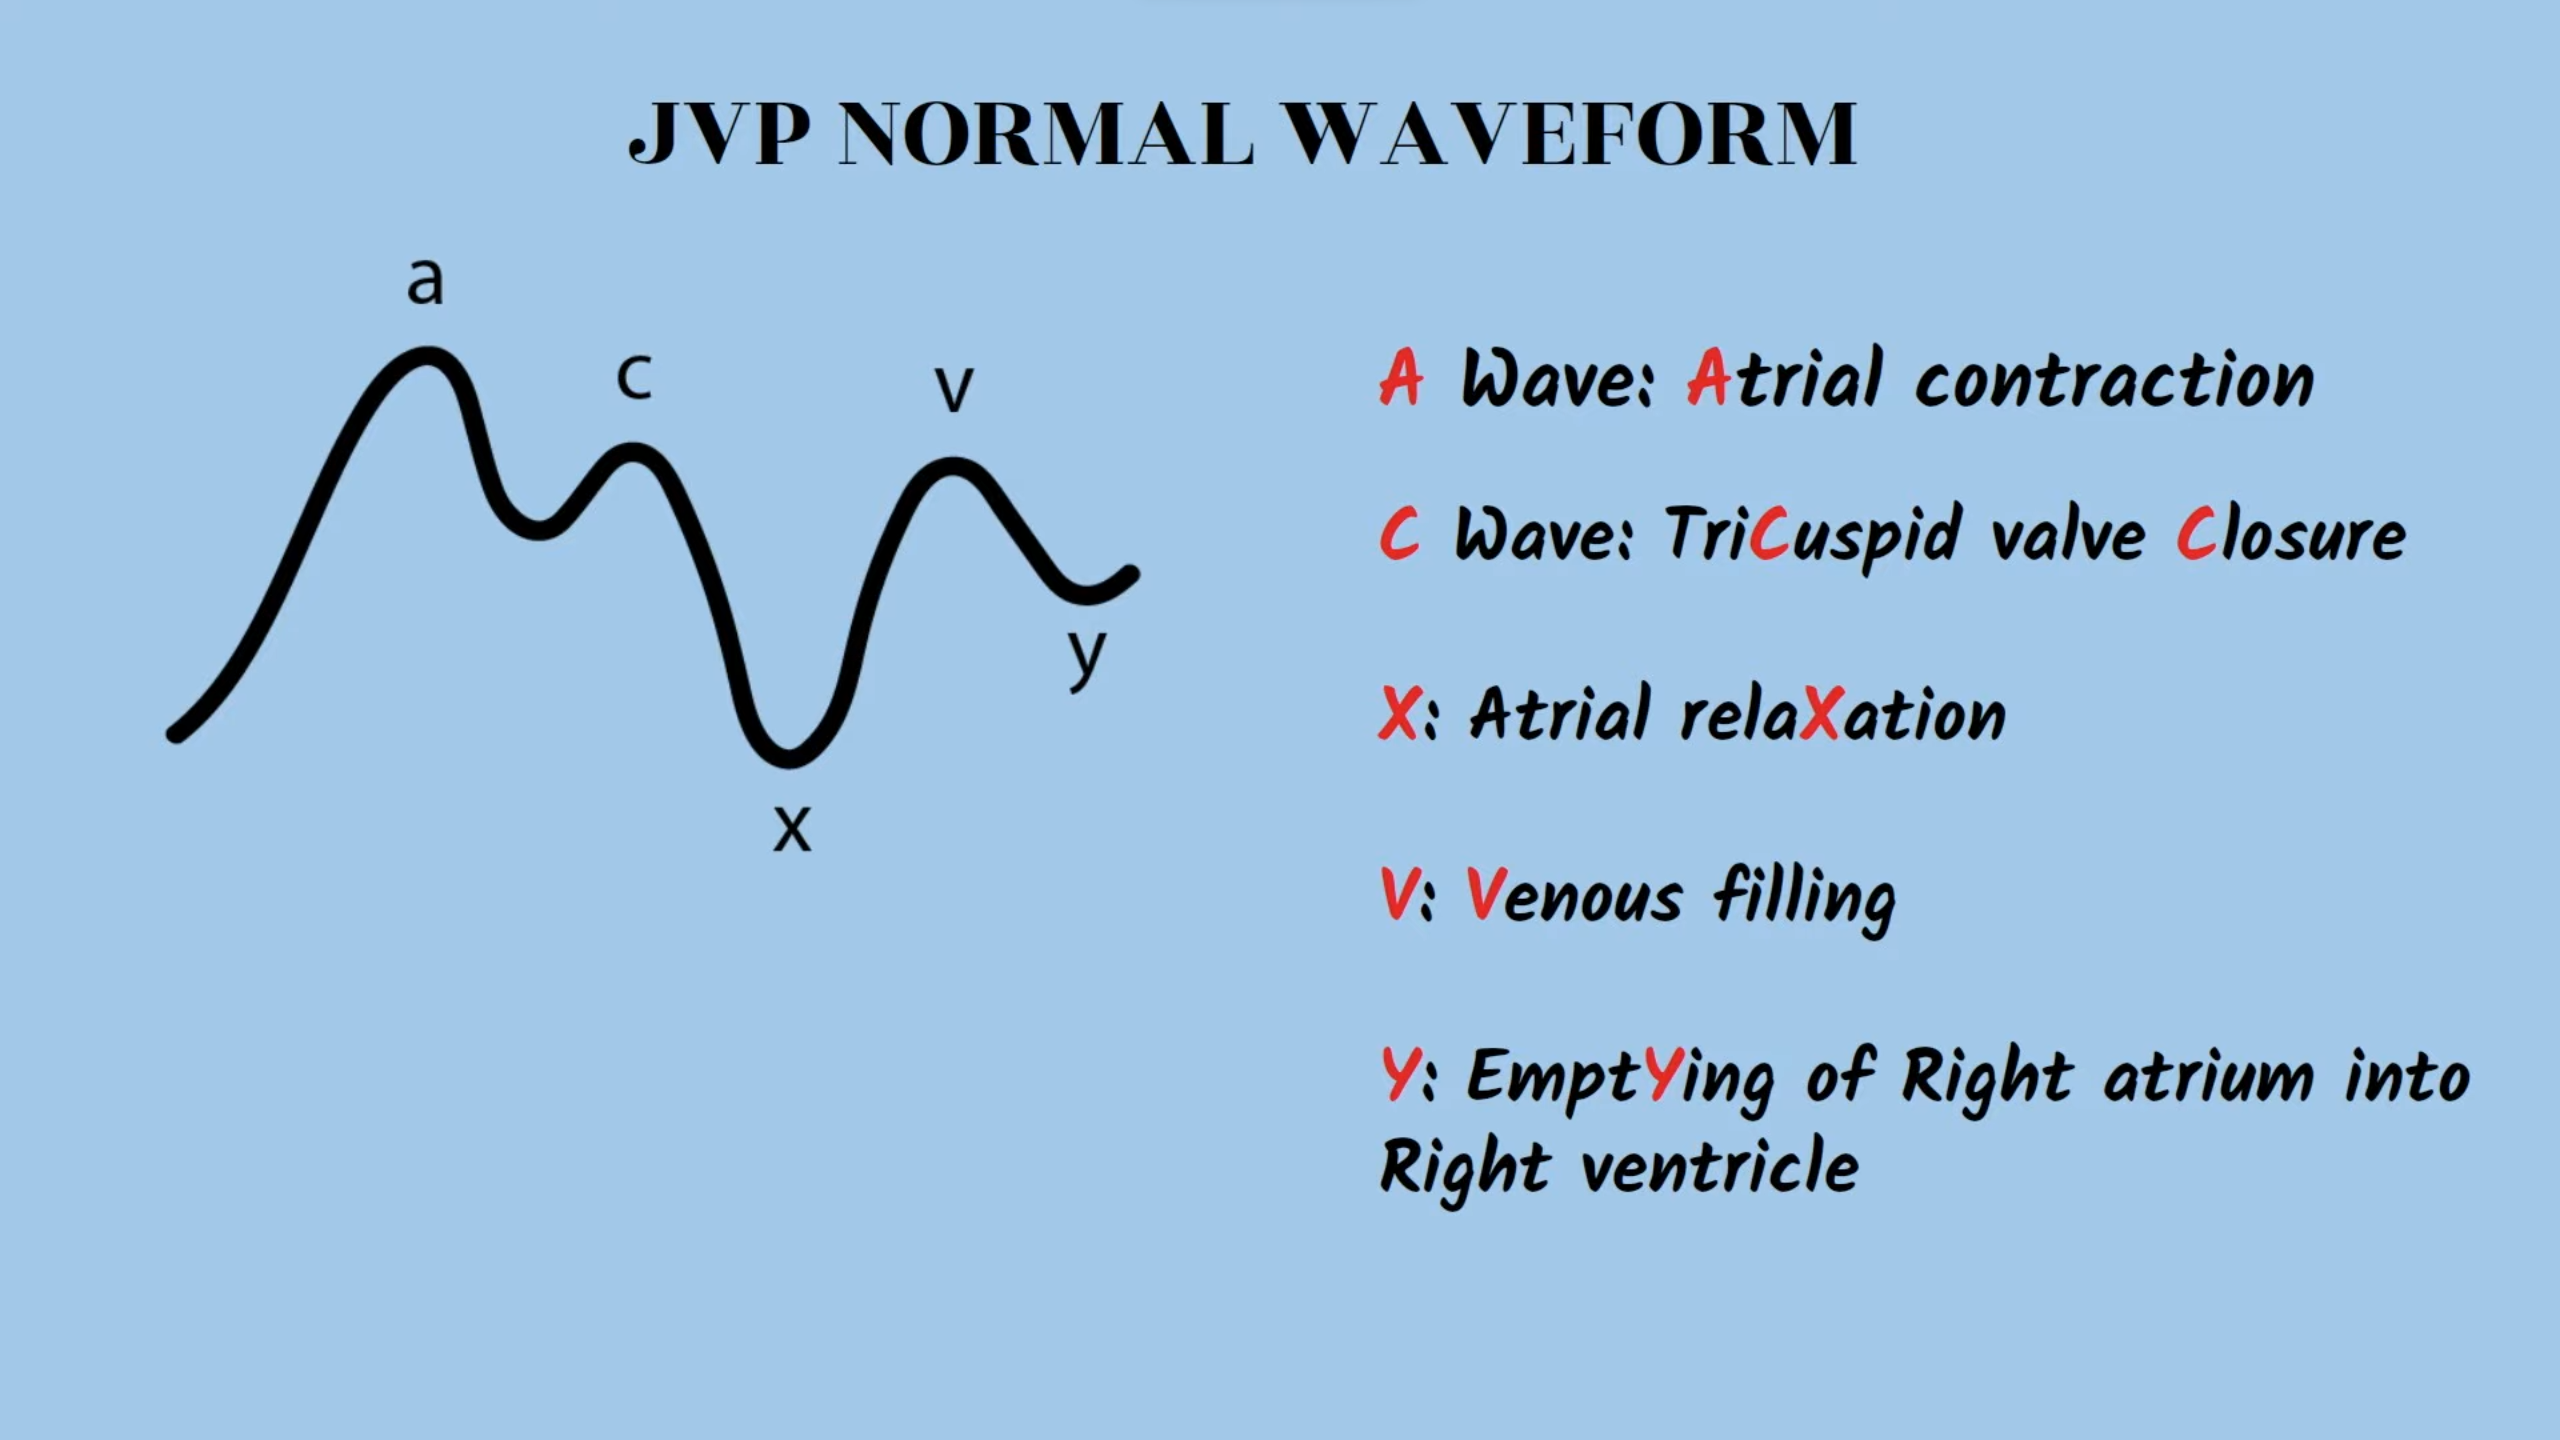 JVP NORMAL WAVEFORM
a
c
v
y
x
A Wave: Atrial contraction
C Wave: TriCuspid valve Closure
X: Atrial relaXation
V: Venous filling
Y: EmptYing of Right atrium into
Right ventricle